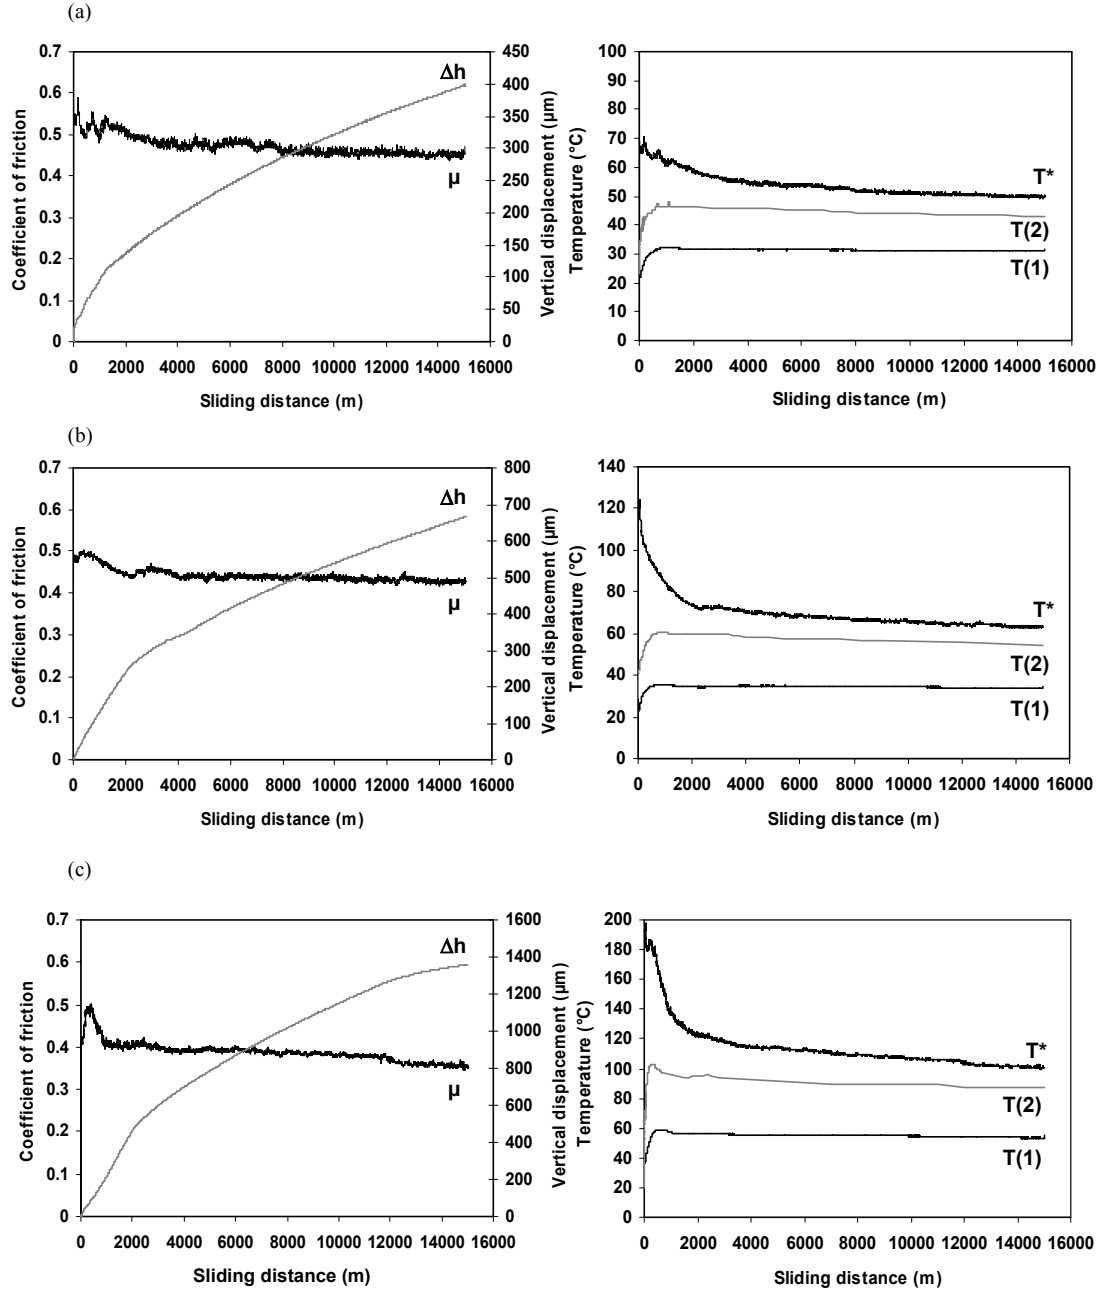 (a)
0.7
0.6
0.5
0.4
0.3
0.2
0.1
0
Coefficient of friction
0 2000 4000 6000 8000 10000 12000 14000 16000
Sliding distance (m)
450
400
350
300
250
200
150
100
50
0
Vertical displacement (µm)
Δh
µ
100
90
80
70
60
50
40
30
20
10
0
Temperature (°C)
0 2000 4000 6000 8000 10000 12000 14000 16000
Sliding distance (m)
T*
T(2)
T(1)
(b)
0.7
0.6
0.5
0.4
0.3
0.2
0.1
0
Coefficient of friction
0 2000 4000 6000 8000 10000 12000 14000 16000
Sliding distance (m)
800
700
600
500
400
300
200
100
0
Vertical displacement (µm)
Δh
µ
140
120
100
80
60
40
20
0
Temperature (°C)
0 2000 4000 6000 8000 10000 12000 14000 16000
Sliding distance (m)
T*
T(2)
T(1)
(c)
0.7
0.6
0.5
0.4
0.3
0.2
0.1
0
Coefficient of friction
0 2000 4000 6000 8000 10000 12000 14000 16000
Sliding distance (m)
1600
1400
1200
1000
800
600
400
200
0
Vertical displacement (µm)
Δh
µ
200
180
160
140
120
100
80
60
40
20
0
Temperature (°C)
0 2000 4000 6000 8000 10000 12000 14000 16000
Sliding distance (m)
T*
T(2)
T(1)